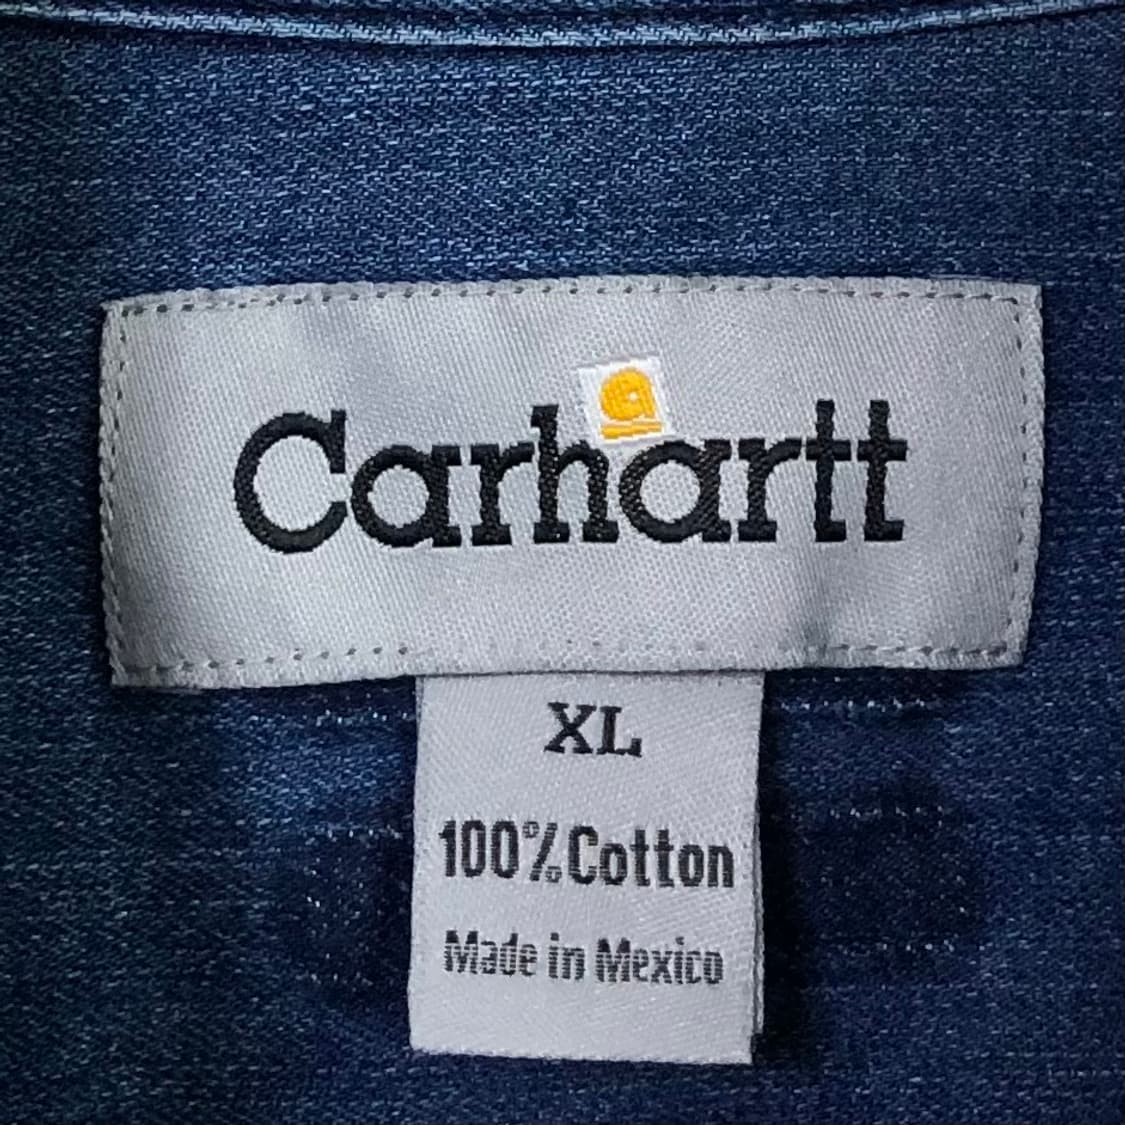 Carhartt
XL
100% Cotton
Made in Mexico